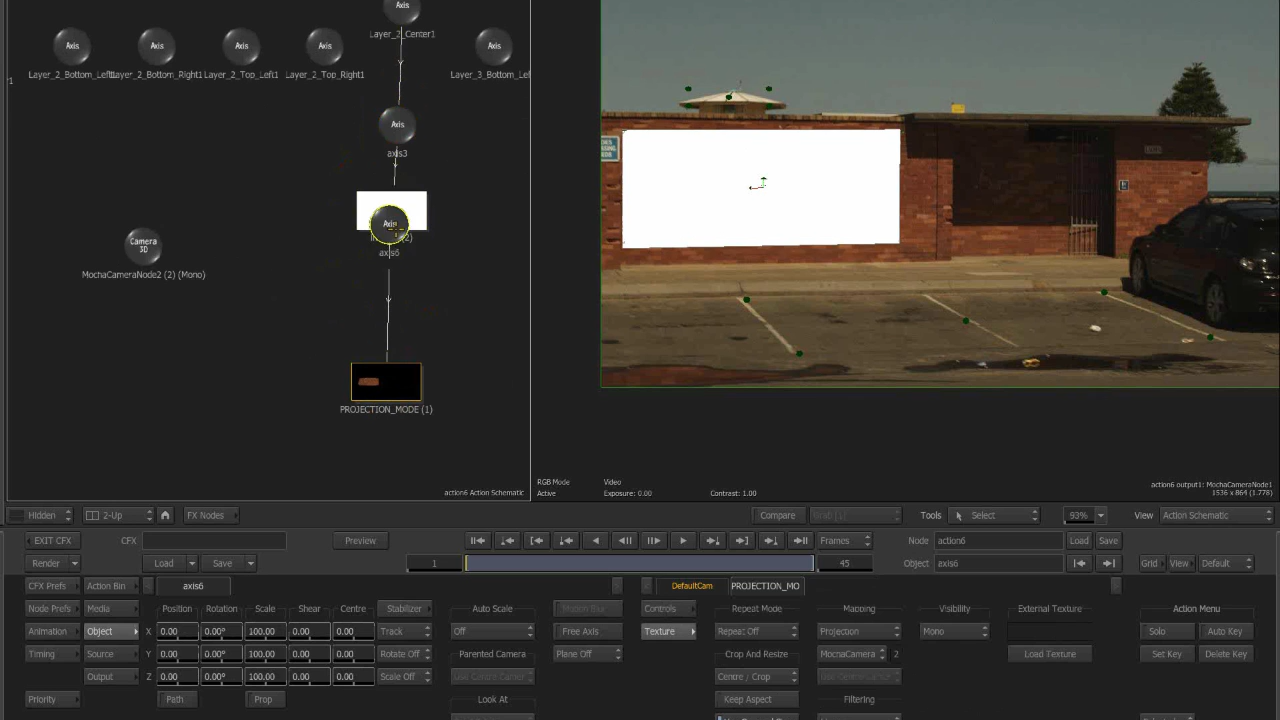 Axis
Layer_2_Center1
Axis Axis Axis Axis Axis
Layer_2_Bottom_Left1 Layer_2_Bottom_Right1 Layer_2_Top_Left1 Layer_2_Top_Right1 Layer_3_Bottom_Lef
Axis
axis3
Axis
(2)
axis6
Camera
3D
MochaCameraNode2 (2) (Mono)
PROJECTION_MODE (1)
action6 Action Schematic
RGB Mode Video
Active Exposure: 0.00 Contrast: 1.00
action6 output1: MochaCameraNode1
1536 x 864 (1.778)
Hidden 2-Up FX Nodes Compare Tools Select 93% View Action Schematic
EXIT CFX CFX Preview Frames Node action6 Load Save
Render Load Save 1 45 Object axis6 Grid View Default
CFX Prefs Action Bin axis6 DefaultCam PROJECTION_MO
Node Prefs Media Position Rotation Scale Shear Centre Stabilizer Auto Scale Motion Blur Controls Repeat Mode Mapping Visibility External Texture Action Menu
Animation Object X 0.00 0.00° 100.00 0.00 0.00 Track Off Free Axis Texture Repeat Off Projection Mono Solo Auto Key
Timing Source Y 0.00 0.00° 100.00 0.00 0.00 Rotate Off Parented Camera Plane Off Crop And Resize MochaCamera 2 Load Texture Set Key Delete Key
Output Z 0.00 0.00° 100.00 0.00 0.00 Scale Off Centre / Crop
Priority Path Prop Look At Keep Aspect Filtering